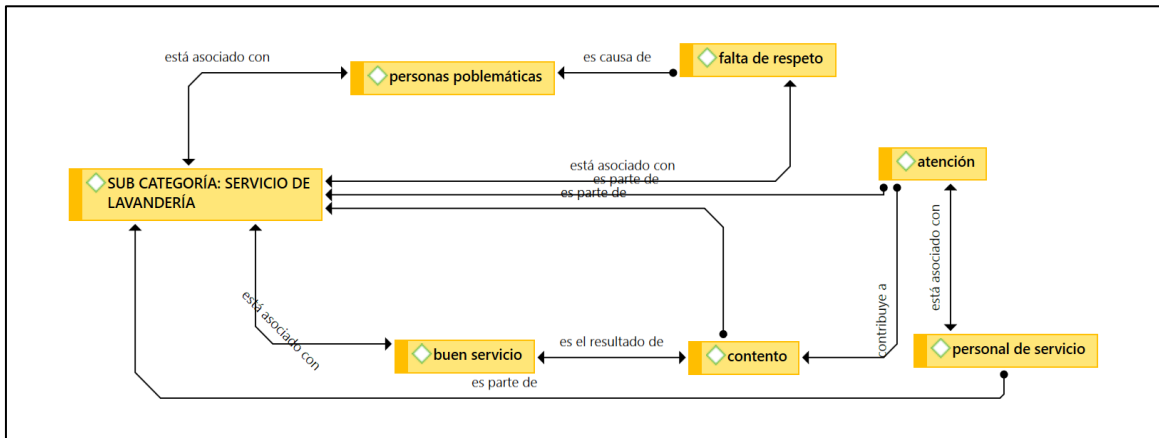 está asociado con
es causa de
falta de respeto
personas poblemáticas
está asociado con
es parte de
es parte de
atención
SUB CATEGORÍA: SERVICIO DE
LAVANDERÍA
está asociado con
contribuye a
está asociado con
buen servicio
es el resultado de
contento
personal de servicio
es parte de